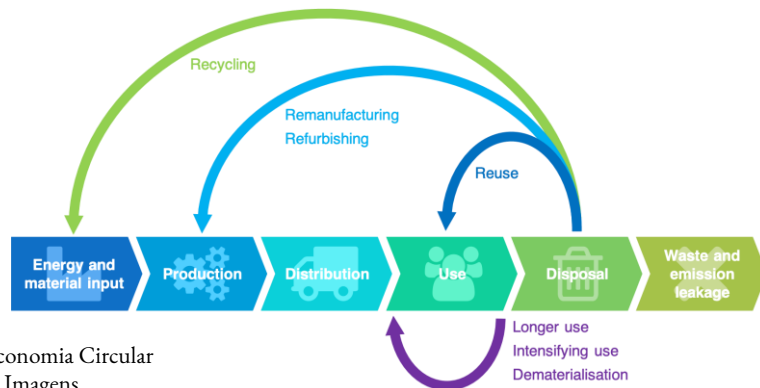 Recycling
Remanufacturing
Refurbishing
Reuse
Energy and
material input
Production
Distribution
Use
Disposal
Waste and
emission
leakage
Longer use
Intensifying use
Dematerialisation
conomia Circular
Imagens